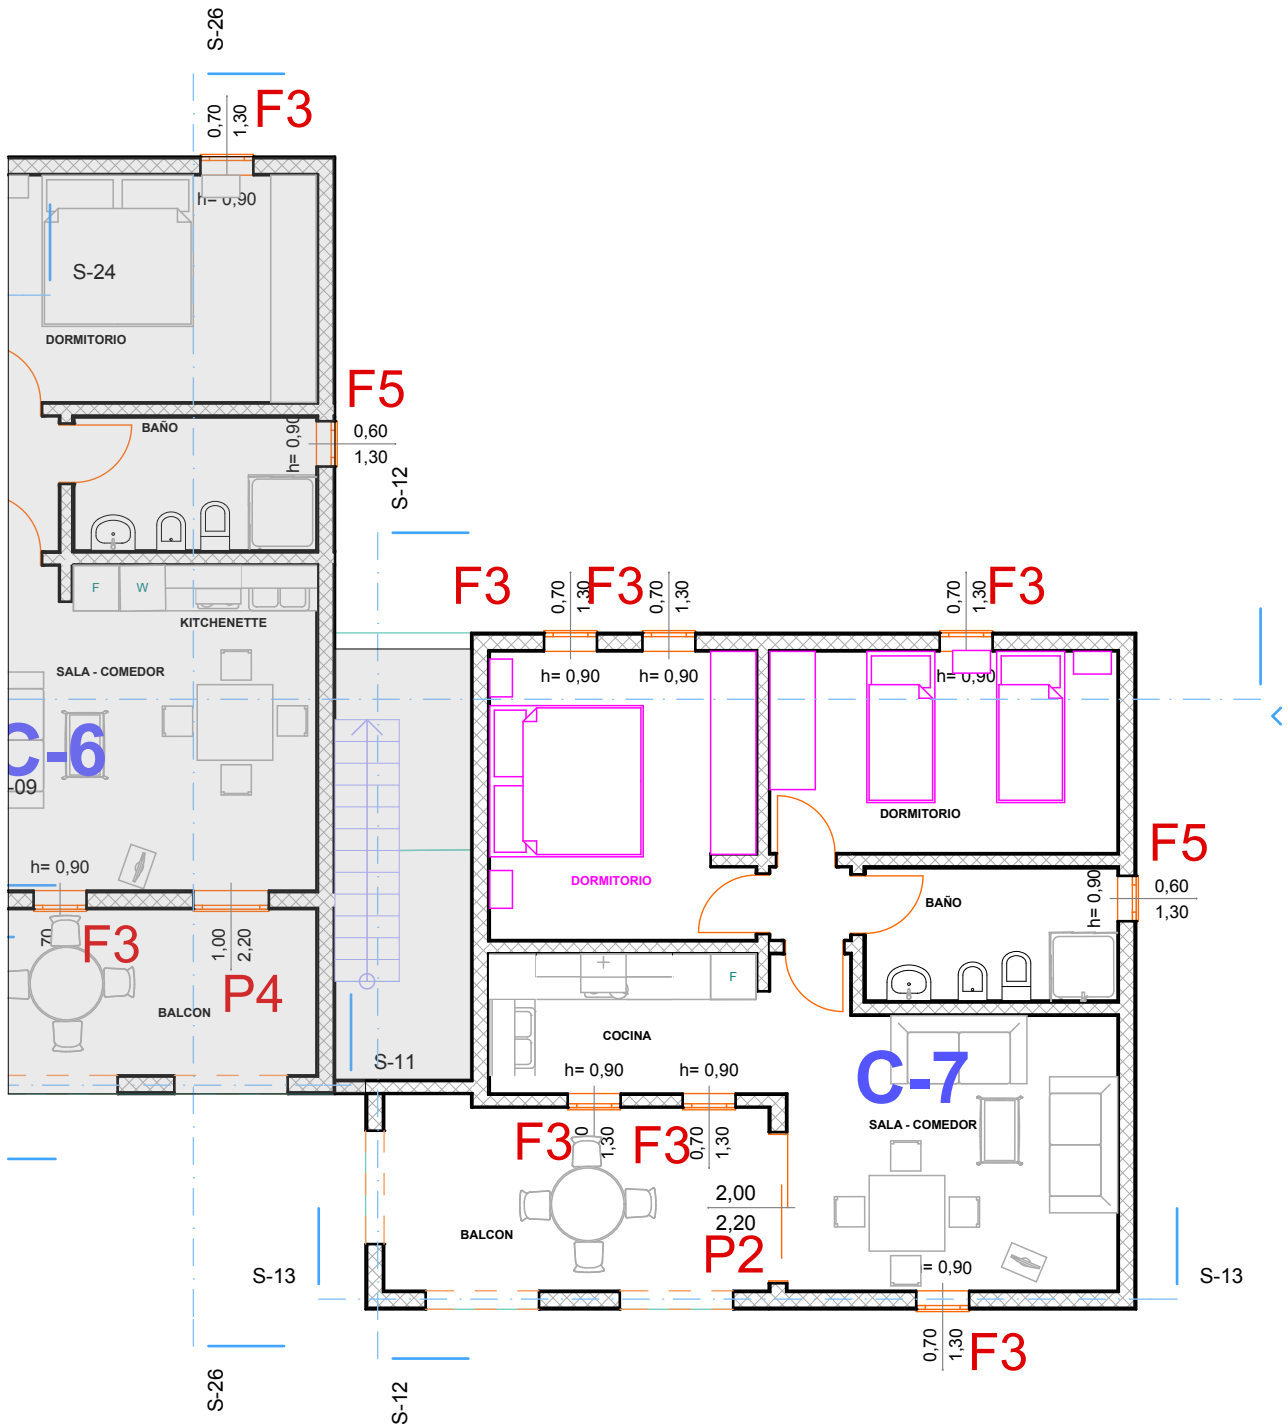 S-26
0,70
1,30
F3
h= 0,90
S-24
DORMITORIO
F5
BAÑO
h= 0,90
0,60
1,30
S-12
F
W
KITCHENETTE
SALA - COMEDOR
C-6
-09
h= 0,90
70
F3
1,00
2,20
P4
BALCON
S-11
F3
0,70
1,30
F3
0,70
1,30
0,70
1,30
F3
h= 0,90
h= 0,90
h= 0,90
DORMITORIO
DORMITORIO
F5
BAÑO
h= 0,90
0,60
1,30
F
COCINA
h= 0,90
h= 0,90
C-7
SALA - COMEDOR
F3
0
1,30
F3
0,70
1,30
2,00
2,20
P2
BALCON
S-13
= 0,90
S-13
0,70
1,30
F3
S-26
S-12